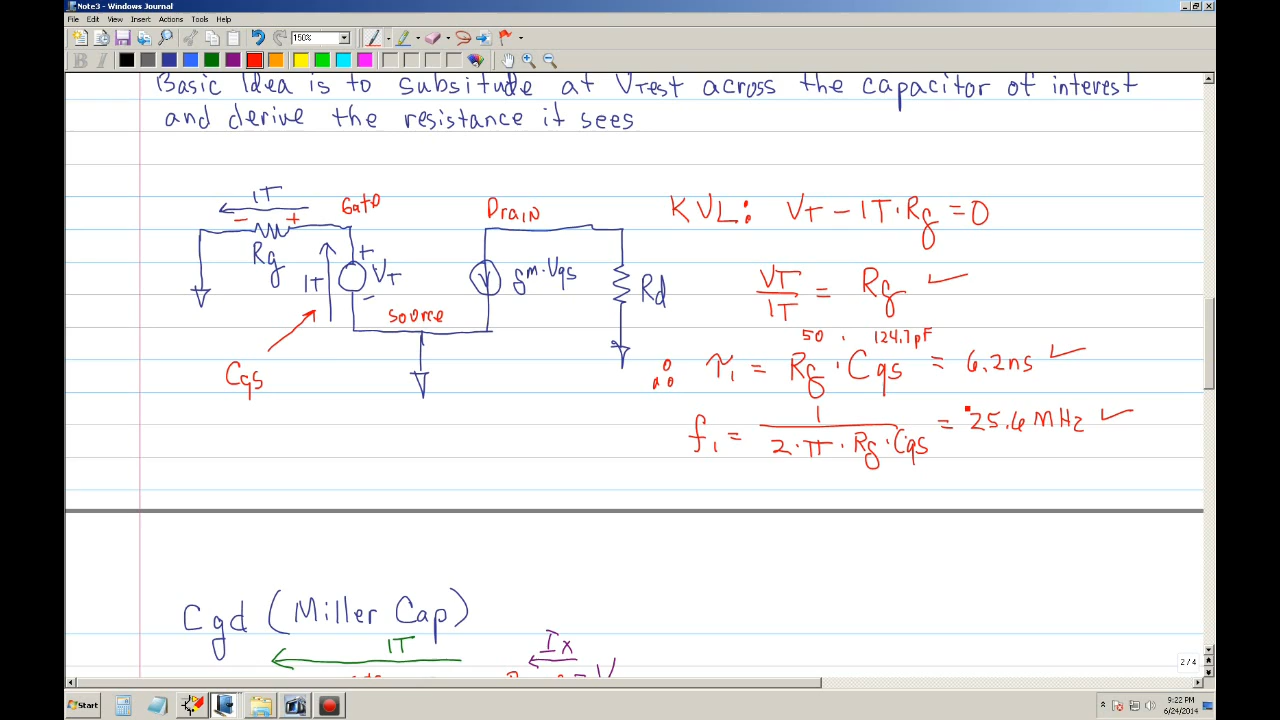 Note3 - Windows Journal
File Edit View Insert Actions Tools Help
150%
B I
Basic Idea is to subsitude at VTest across the capacitor of interest
and derive the resistance it sees
IT
- +
Gate
Drain
KVL: VT - IT·Rg = 0
Rg
IT
+
VT
-
gm·Vgs
Rd
VT/IT = Rg ✓
source
50 . 124.7pF
Cgs
∴ τ1 = Rg·Cgs = 6.2ns ✓
f1 = 1/2·π·Rg·Cgs = 25.6 MHz ✓
Cgd (Miller Cap)
IT
Ix
2/4
Start
9:22 PM
6/24/2014